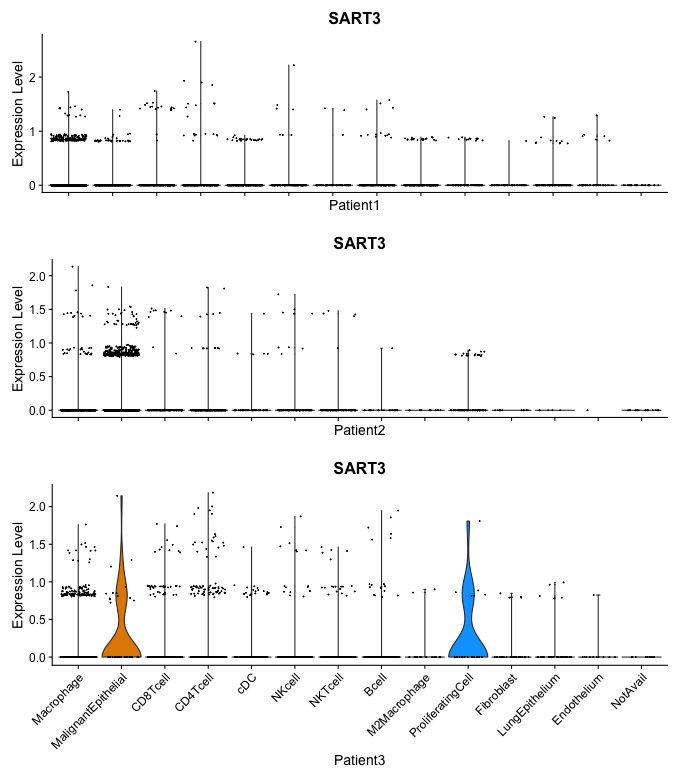 SART3
Expression Level
2
1
0
Patient1
SART3
Expression Level
2.0
1.5
1.0
0.5
0.0
Patient2
SART3
Expression Level
2.0
1.5
1.0
0.5
0.0
Macrophage
MalignantEpithelial
CD8Tcell
CD4Tcell
cDC
NKcell
NKTcell
Bcell
M2Macrophage
ProliferatingCell
Fibroblast
LungEpithelium
Endothelium
NotAvail
Patient3